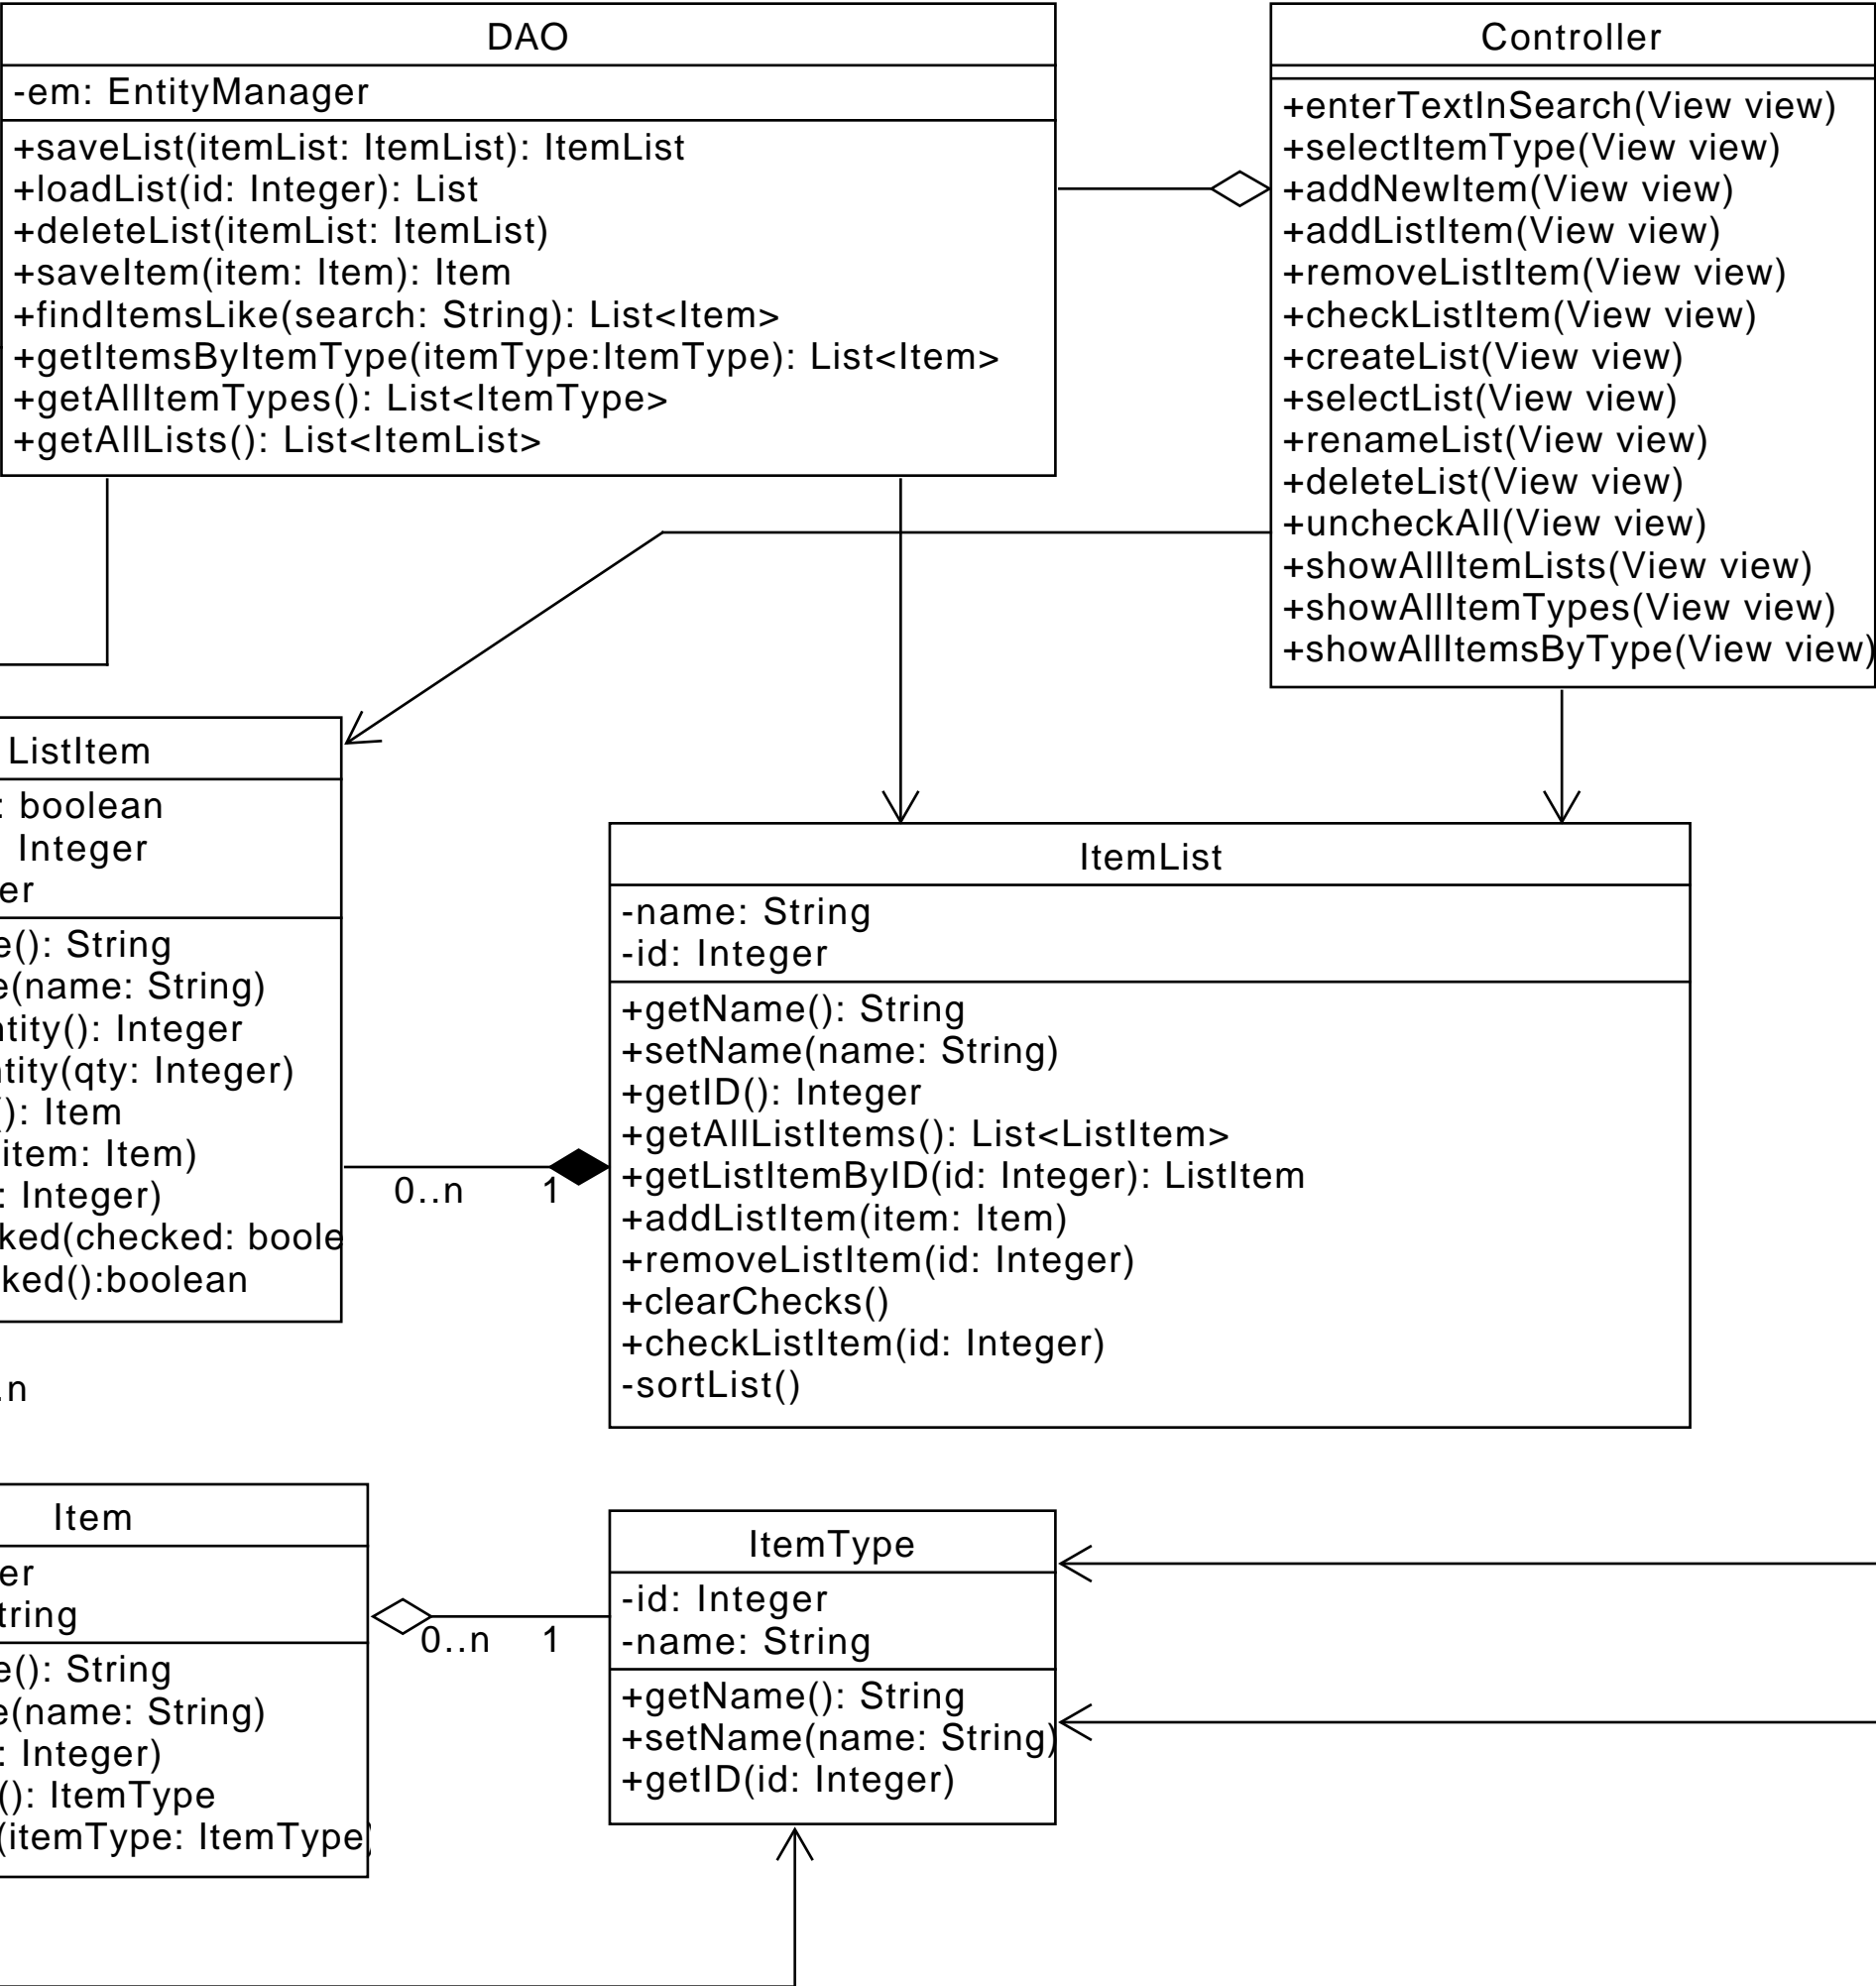 DAO
-em: EntityManager
+saveList(itemList: ItemList): ItemList
+loadList(id: Integer): List
+deleteList(itemList: ItemList)
+saveItem(item: Item): Item
+findItemsLike(search: String): List<Item>
+getItemsByItemType(itemType:ItemType): List<Item>
+getAllItemTypes(): List<ItemType>
+getAllLists(): List<ItemList>
Controller
+enterTextInSearch(View view)
+selectItemType(View view)
+addNewItem(View view)
+addListItem(View view)
+removeListItem(View view)
+checkListItem(View view)
+createList(View view)
+selectList(View view)
+renameList(View view)
+deleteList(View view)
+uncheckAll(View view)
+showAllItemLists(View view)
+showAllItemTypes(View view)
+showAllItemsByType(View view)
ListItem
: boolean
Integer
er
e(): String
e(name: String)
ntity(): Integer
ntity(qty: Integer)
(): Item
(item: Item)
: Integer)
ked(checked: boole
ked():boolean
0..n 1
.n
ItemList
-name: String
-id: Integer
+getName(): String
+setName(name: String)
+getID(): Integer
+getAllListItems(): List<ListItem>
+getListItemByID(id: Integer): ListItem
+addListItem(item: Item)
+removeListItem(id: Integer)
+clearChecks()
+checkListItem(id: Integer)
-sortList()
Item
er
tring
e(): String
e(name: String)
: Integer)
(): ItemType
(itemType: ItemType)
0..n 1
ItemType
-id: Integer
-name: String
+getName(): String
+setName(name: String)
+getID(id: Integer)